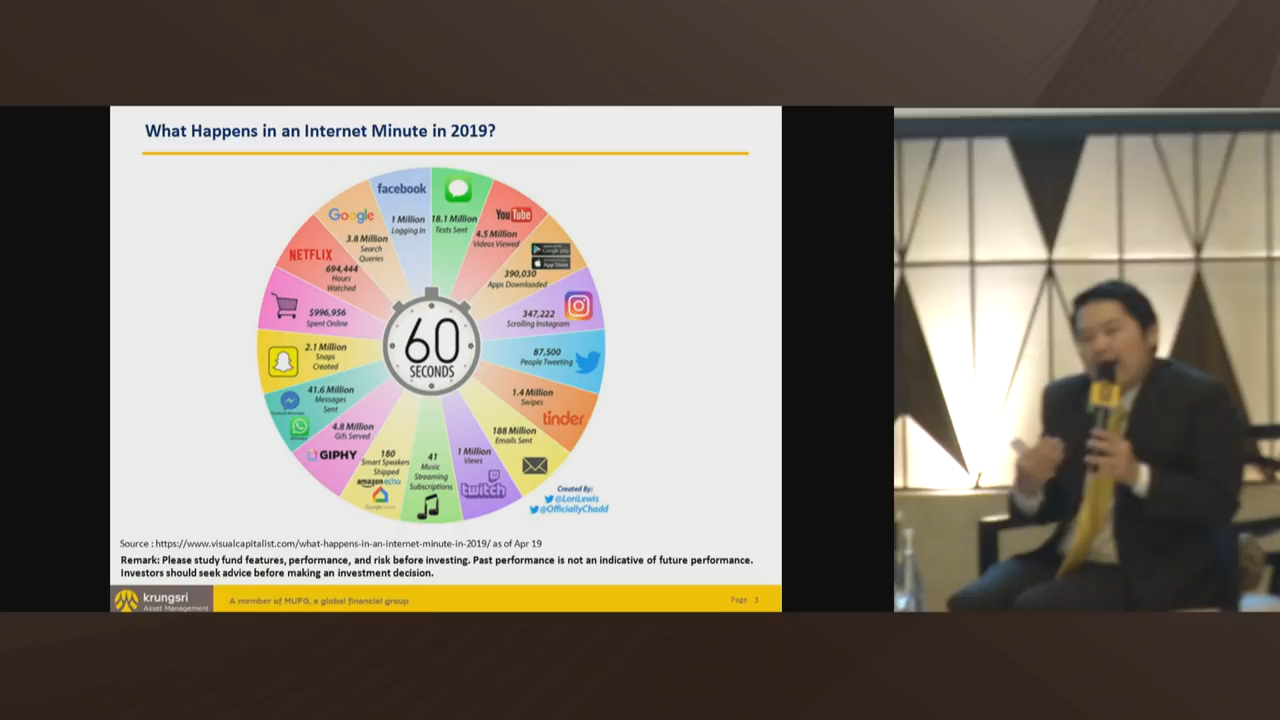 What Happens in an Internet Minute in 2019?
facebook
1 Million
Logging In
18.1 Million
Texts Sent
YouTube
4.5 Million
Videos Viewed
Google play
App Store
390,030
Apps Downloaded
347,222
Scrolling Instagram
87,500
People Tweeting
1.4 Million
Swipes
tinder
188 Million
Emails Sent
1 Million
Views
twitch
41
Music
Streaming
Subscriptions
180
Smart Speakers
Shipped
amazon echo
Google Home
4.8 Million
Gifs Served
GIPHY
41.6 Million
Messages
Sent
2.1 Million
Snaps
Created
$996,956
Spent Online
NETFLIX
694,444
Hours
Watched
Google
3.8 Million
Search
Queries
60
SECONDS
Created By:
@LoriLewis
@OfficiallyChadd
Source : https://www.visualcapitalist.com/what-happens-in-an-internet-minute-in-2019/ as of Apr 19
Remark: Please study fund features, performance, and risk before investing. Past performance is not an indicative of future performance.
Investors should seek advice before making an investment decision.
krungsri
Asset Management
A member of MUFG, a global financial group
Page 3